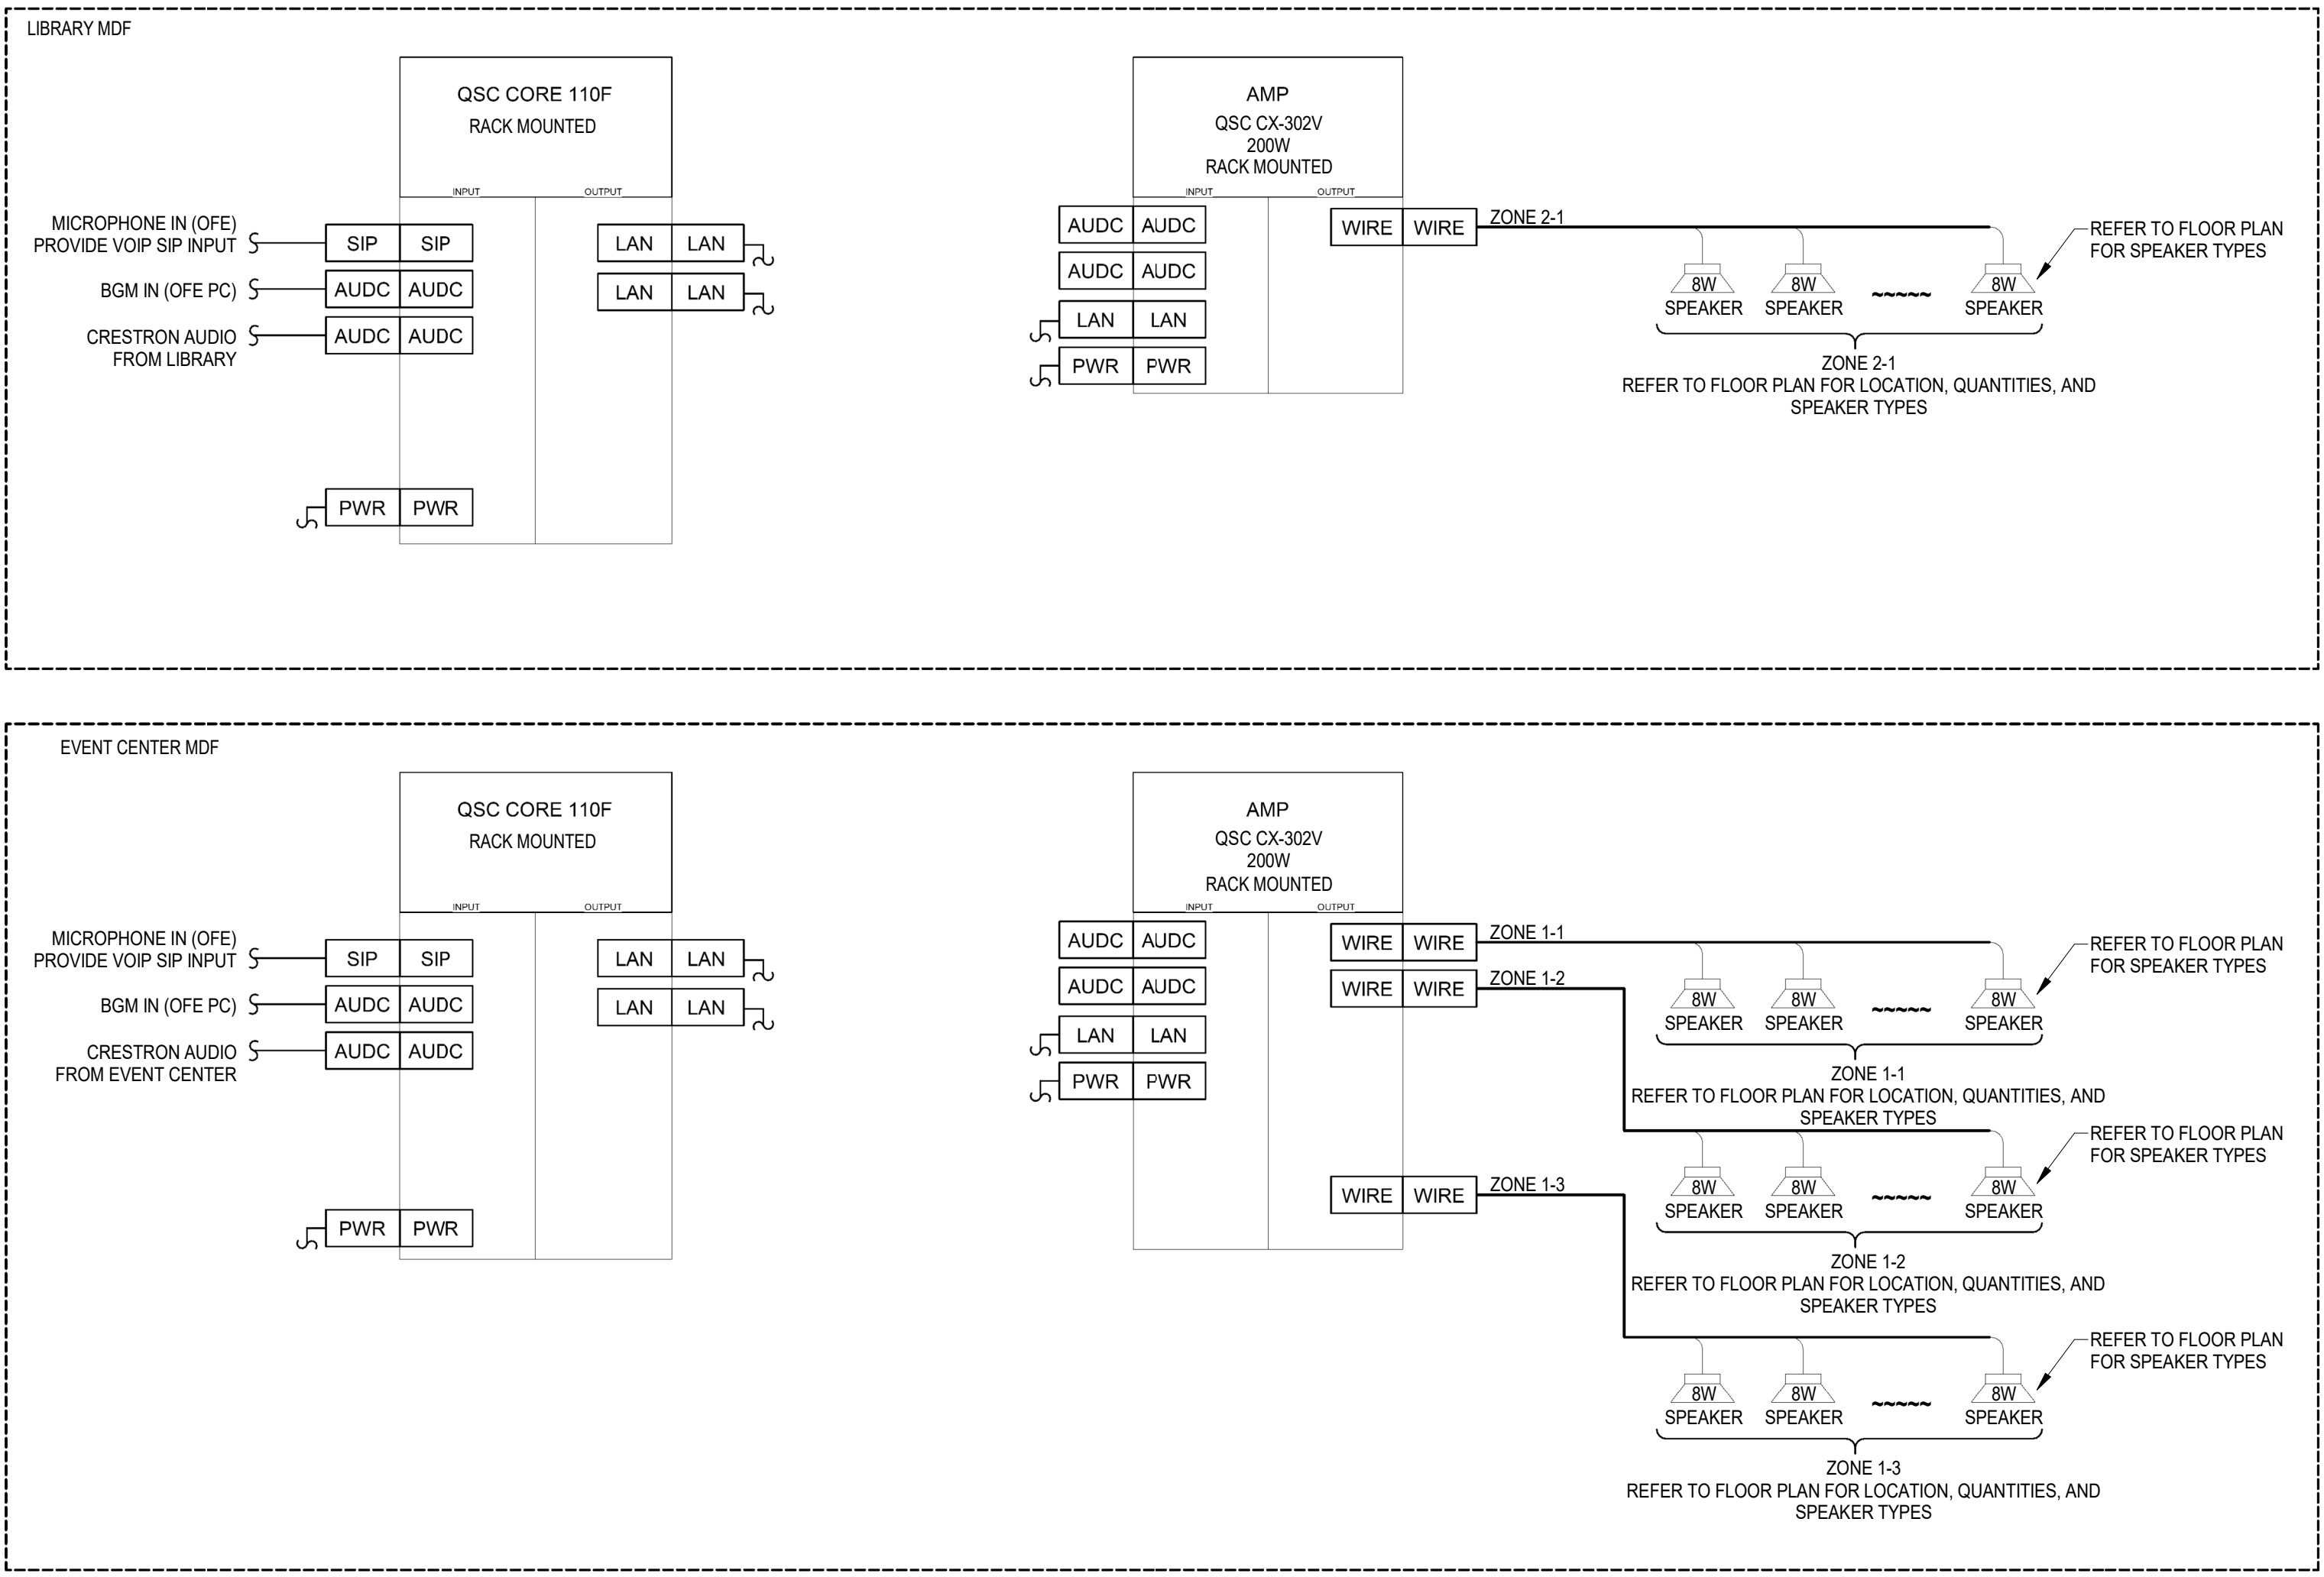 LIBRARY MDF
QSC CORE 110F
RACK MOUNTED
INPUT
OUTPUT
MICROPHONE IN (OFE)
PROVIDE VOIP SIP INPUT
SIP SIP
BGM IN (OFE PC)
AUDC AUDC
CRESTRON AUDIO
FROM LIBRARY
AUDC AUDC
PWR PWR
LAN LAN
LAN LAN
AMP
QSC CX-302V
200W
RACK MOUNTED
INPUT
OUTPUT
AUDC AUDC
AUDC AUDC
LAN LAN
PWR PWR
WIRE WIRE
ZONE 2-1
8W
SPEAKER
8W
SPEAKER
~~~~~
8W
SPEAKER
REFER TO FLOOR PLAN
FOR SPEAKER TYPES
ZONE 2-1
REFER TO FLOOR PLAN FOR LOCATION, QUANTITIES, AND
SPEAKER TYPES
EVENT CENTER MDF
QSC CORE 110F
RACK MOUNTED
INPUT
OUTPUT
MICROPHONE IN (OFE)
PROVIDE VOIP SIP INPUT
SIP SIP
BGM IN (OFE PC)
AUDC AUDC
CRESTRON AUDIO
FROM EVENT CENTER
AUDC AUDC
PWR PWR
LAN LAN
LAN LAN
AMP
QSC CX-302V
200W
RACK MOUNTED
INPUT
OUTPUT
AUDC AUDC
AUDC AUDC
LAN LAN
PWR PWR
WIRE WIRE
ZONE 1-1
WIRE WIRE
ZONE 1-2
WIRE WIRE
ZONE 1-3
8W
SPEAKER
8W
SPEAKER
~~~~~
8W
SPEAKER
REFER TO FLOOR PLAN
FOR SPEAKER TYPES
ZONE 1-1
REFER TO FLOOR PLAN FOR LOCATION, QUANTITIES, AND
SPEAKER TYPES
8W
SPEAKER
8W
SPEAKER
~~~~~
8W
SPEAKER
REFER TO FLOOR PLAN
FOR SPEAKER TYPES
ZONE 1-2
REFER TO FLOOR PLAN FOR LOCATION, QUANTITIES, AND
SPEAKER TYPES
8W
SPEAKER
8W
SPEAKER
~~~~~
8W
SPEAKER
REFER TO FLOOR PLAN
FOR SPEAKER TYPES
ZONE 1-3
REFER TO FLOOR PLAN FOR LOCATION, QUANTITIES, AND
SPEAKER TYPES